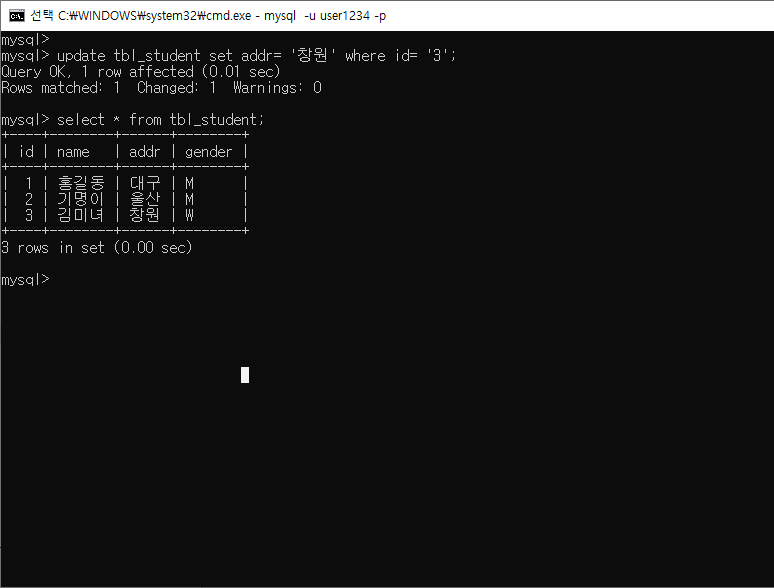 선택 C:₩WINDOWS₩system32₩cmd.exe - mysql -u user1234 -p
mysql>
mysql> update tbl_student set addr= '창원' where id= '3';
Query OK, 1 row affected (0.01 sec)
Rows matched: 1  Changed: 1  Warnings: 0
mysql> select * from tbl_student;
+----+--------+------+--------+
| id | name   | addr | gender |
+----+--------+------+--------+
|  1 | 홍길동 | 대구 | M      |
|  2 | 기명이 | 울산 | M      |
|  3 | 김미녀 | 창원 | W      |
+----+--------+------+--------+
3 rows in set (0.00 sec)
mysql>